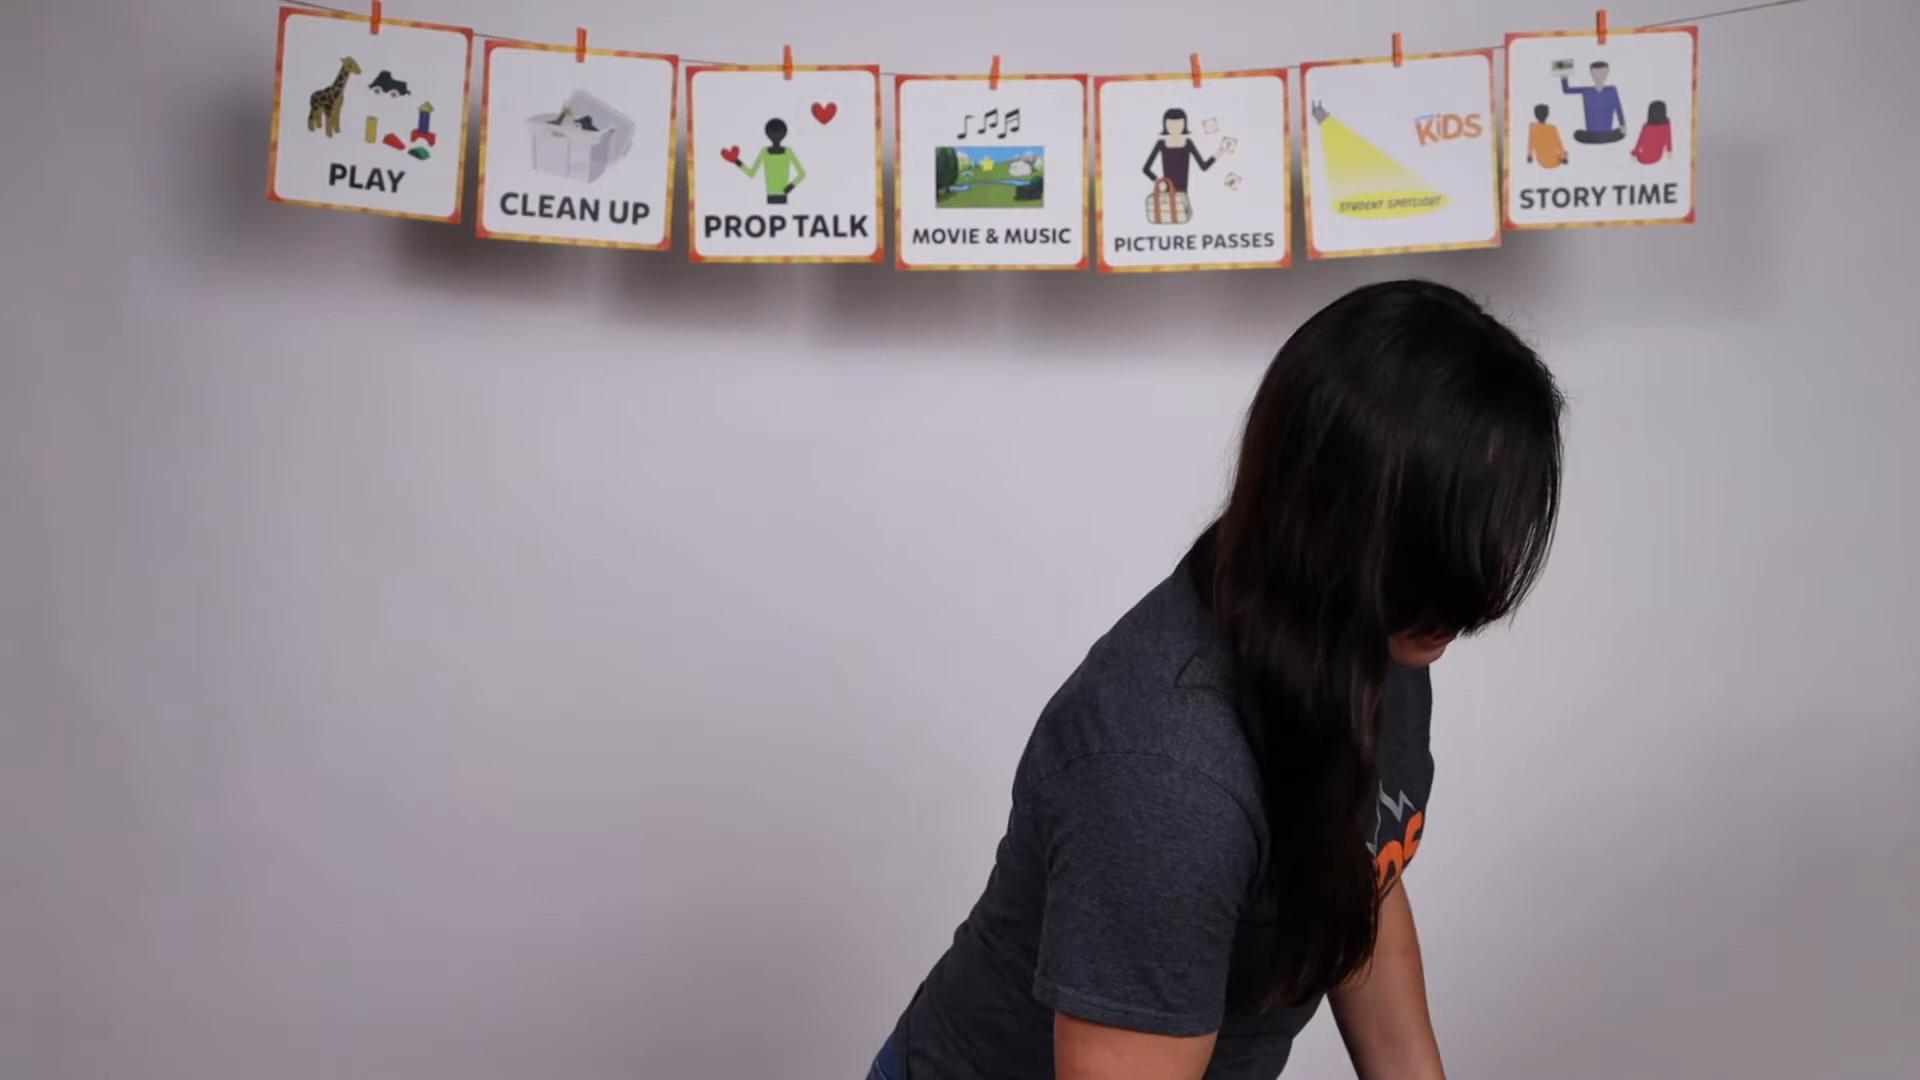 PLAY
CLEAN UP
PROP TALK
MOVIE & MUSIC
PICTURE PASSES
KiDS
STUDENT SPOTLIGHT
STORY TIME